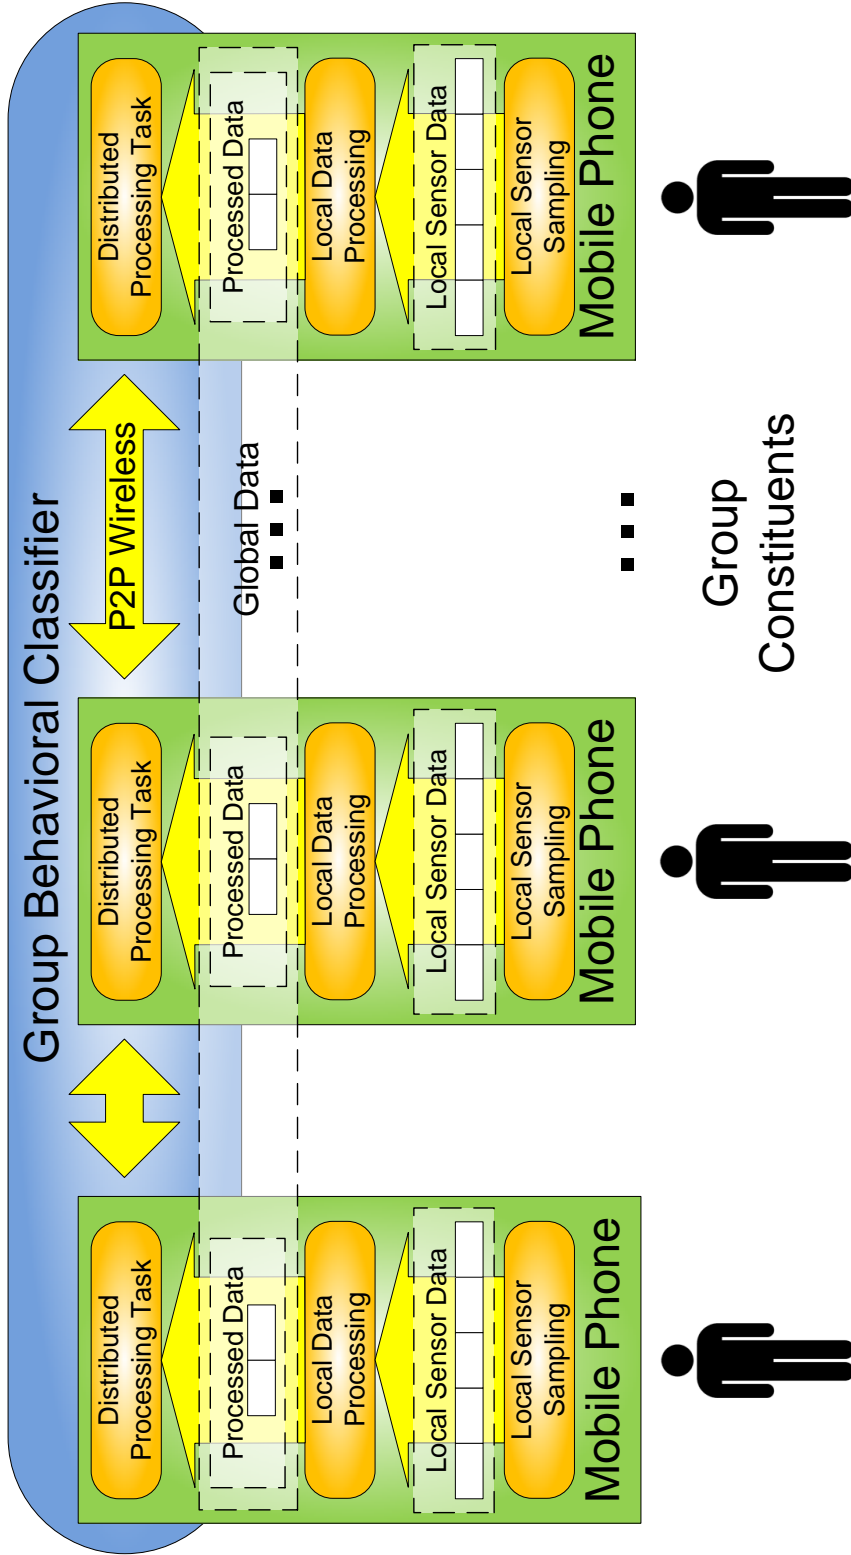 Group Behavioral Classifier
P2P Wireless
Global Data
Distributed
Processing Task
Processed Data
Local Data
Processing
Local Sensor Data
Local Sensor
Sampling
Mobile Phone
Distributed
Processing Task
Processed Data
Local Data
Processing
Local Sensor Data
Local Sensor
Sampling
Mobile Phone
Distributed
Processing Task
Processed Data
Local Data
Processing
Local Sensor Data
Local Sensor
Sampling
Mobile Phone
Group
Constituents